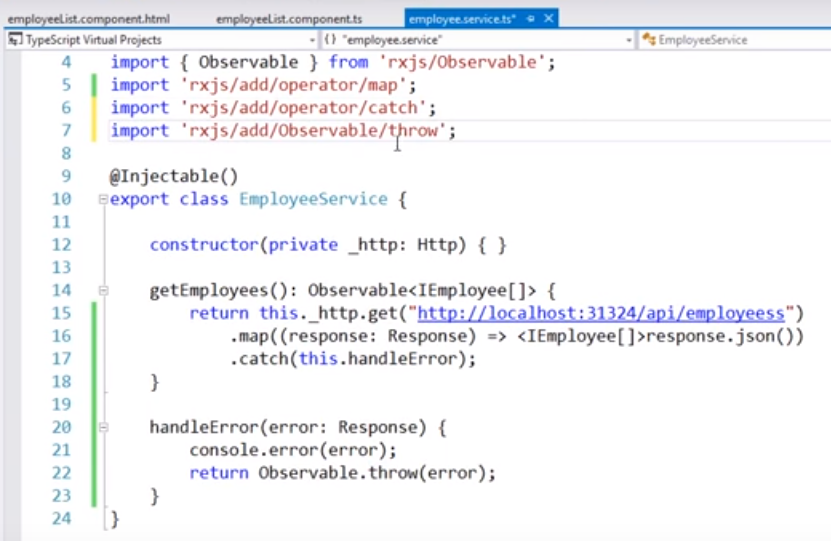 employeeList.component.html employeeList.component.ts employee.service.ts*
TypeScript Virtual Projects {} "employee.service" EmployeeService
4 import { Observable } from 'rxjs/Observable';
5 import 'rxjs/add/operator/map';
6 import 'rxjs/add/operator/catch';
7 import 'rxjs/add/Observable/throw';
8
9 @Injectable()
10 export class EmployeeService {
11
12 constructor(private _http: Http) { }
13
14 getEmployees(): Observable<IEmployee[]> {
15 return this._http.get("http://localhost:31324/api/employeess")
16 .map((response: Response) => <IEmployee[]>response.json())
17 .catch(this.handleError);
18 }
19
20 handleError(error: Response) {
21 console.error(error);
22 return Observable.throw(error);
23 }
24 }